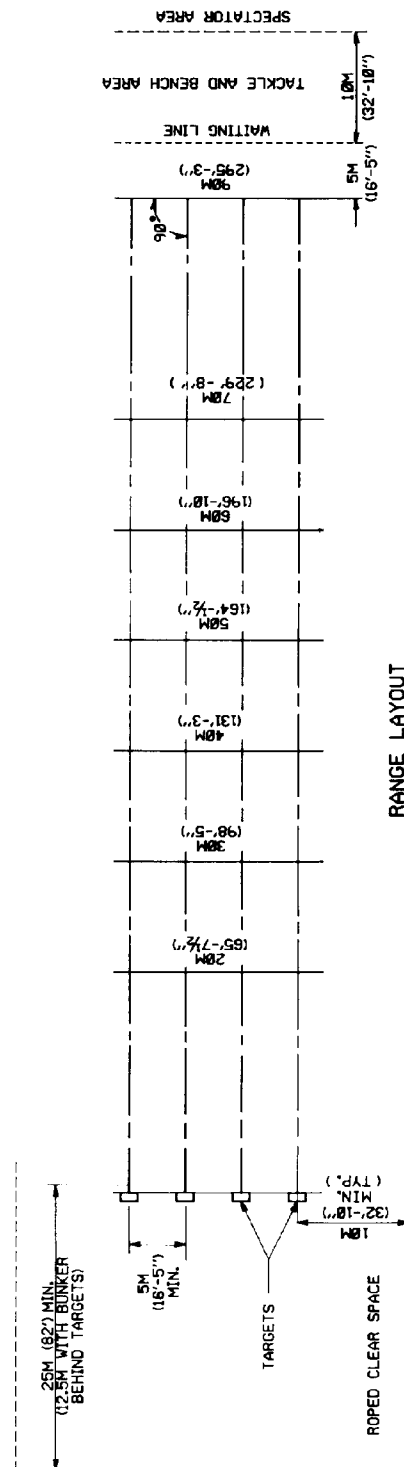 SPECTATOR AREA
10M
(32'-10")
TACKLE AND BENCH AREA
WAITING LINE
5M
(16'-5")
90M
(295'-3")
90°
70M
(229'-8")
60M
(196'-10")
50M
(164'-½")
40M
(131'-3")
30M
(98'-5")
20M
(65'-7½")
RANGE LAYOUT
25M (82') MIN.
(12.5M WITH BUNKER
BEHIND TARGETS)
5M
(16'-5")
MIN.
TARGETS
10M
(32'-10")
MIN.
(TYP.)
ROPED CLEAR SPACE